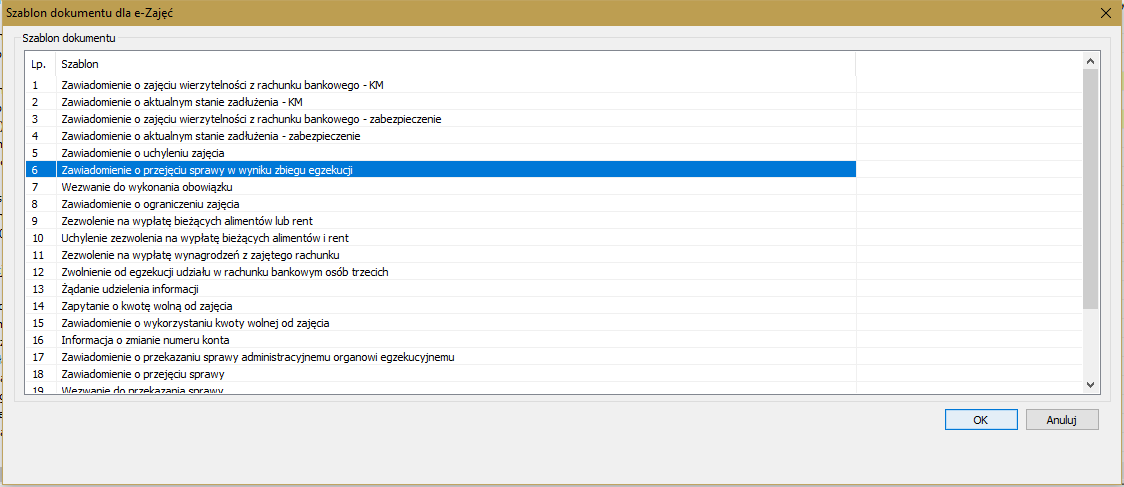 Szablon dokumentu dla e-Zajęć
Szablon dokumentu
Lp. Szablon
1 Zawiadomienie o zajęciu wierzytelności z rachunku bankowego - KM
2 Zawiadomienie o aktualnym stanie zadłużenia - KM
3 Zawiadomienie o zajęciu wierzytelności z rachunku bankowego - zabezpieczenie
4 Zawiadomienie o aktualnym stanie zadłużenia - zabezpieczenie
5 Zawiadomienie o uchyleniu zajęcia
6 Zawiadomienie o przejęciu sprawy w wyniku zbiegu egzekucji
7 Wezwanie do wykonania obowiązku
8 Zawiadomienie o ograniczeniu zajęcia
9 Zezwolenie na wypłatę bieżących alimentów lub rent
10 Uchylenie zezwolenia na wypłatę bieżących alimentów i rent
11 Zezwolenie na wypłatę wynagrodzeń z zajętego rachunku
12 Zwolnienie od egzekucji udziału w rachunku bankowym osób trzecich
13 Żądanie udzielenia informacji
14 Zapytanie o kwotę wolną od zajęcia
15 Zawiadomienie o wykorzystaniu kwoty wolnej od zajęcia
16 Informacja o zmianie numeru konta
17 Zawiadomienie o przekazaniu sprawy administracyjnemu organowi egzekucyjnemu
18 Zawiadomienie o przejęciu sprawy
19 Wezwanie do przekazania sprawy
OK Anuluj